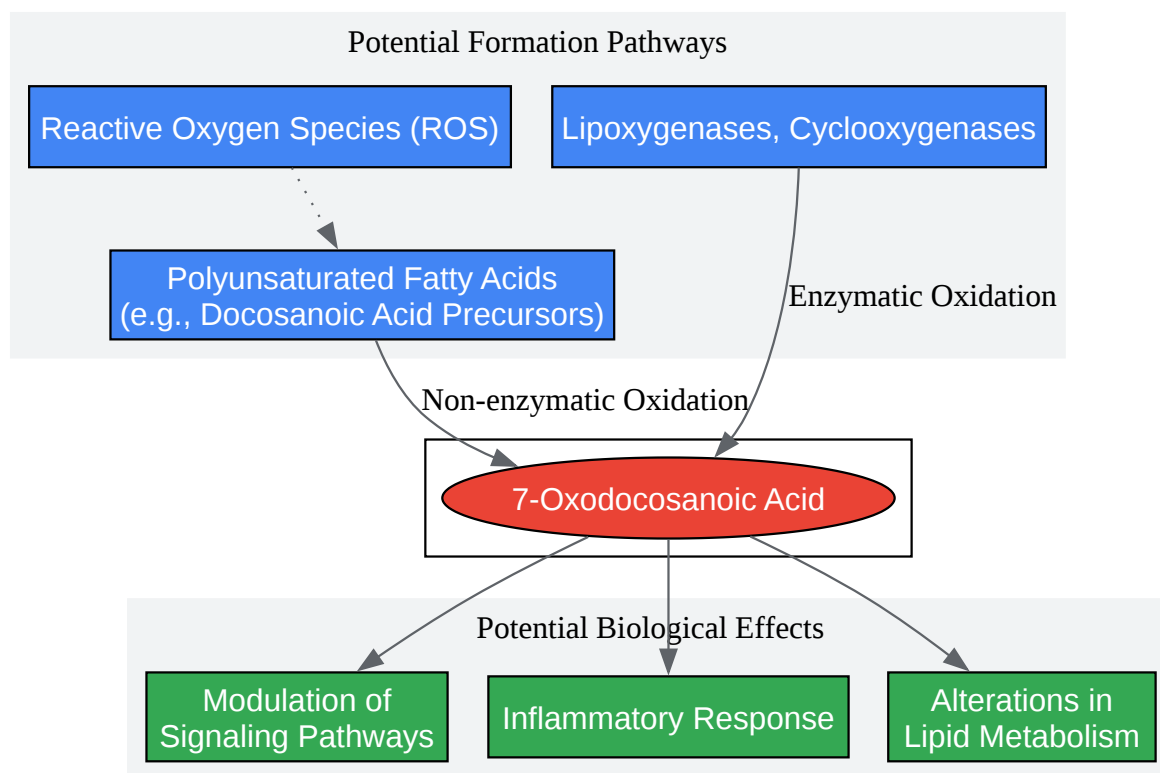 Potential Formation Pathways
Reactive Oxygen Species (ROS)
Lipoxygenases, Cyclooxygenases
Polyunsaturated Fatty Acids
(e.g., Docosanoic Acid Precursors)
Enzymatic Oxidation
Non-enzymatic Oxidation
7-Oxodocosanoic Acid
Potential Biological Effects
Modulation of
Signaling Pathways
Inflammatory Response
Alterations in
Lipid Metabolism